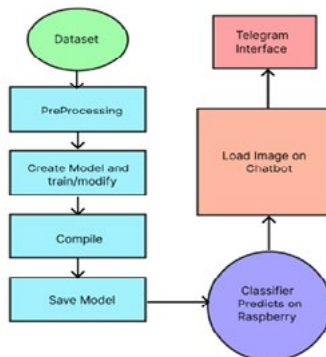 Dataset
PreProcessing
Create Model and
train/modify
Compile
Save Model
Classifier
Predicts on
Raspberry
Load Image on
Chatbot
Telegram
Interface